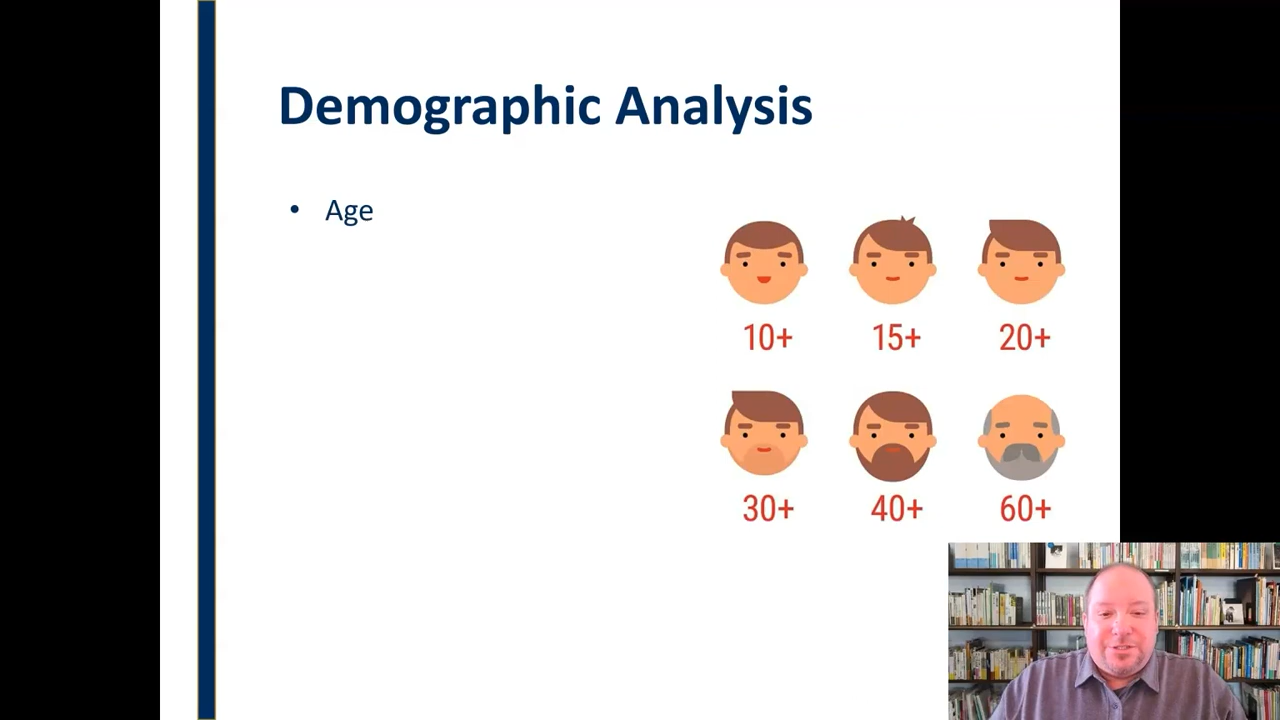 Demographic Analysis
• Age
10+ 15+ 20+
30+ 40+ 60+